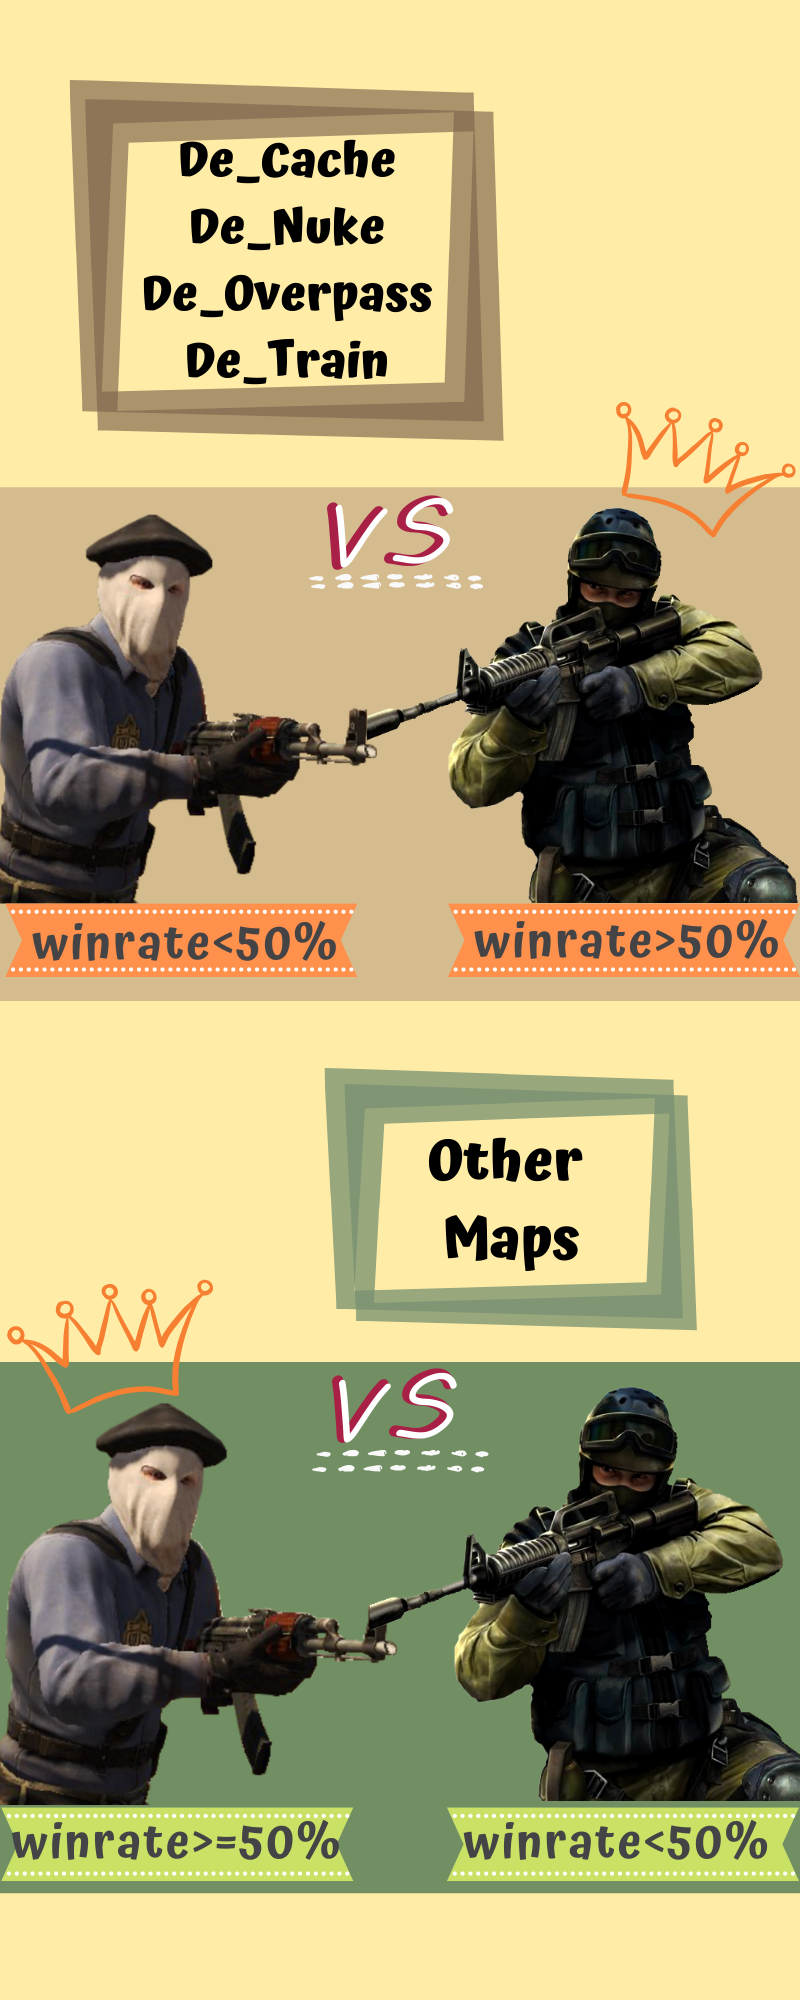 De_Cache
De_Nuke
De_Overpass
De_Train
VS
winrate<50%
winrate>50%
Other
Maps
VS
winrate>=50%
winrate<50%